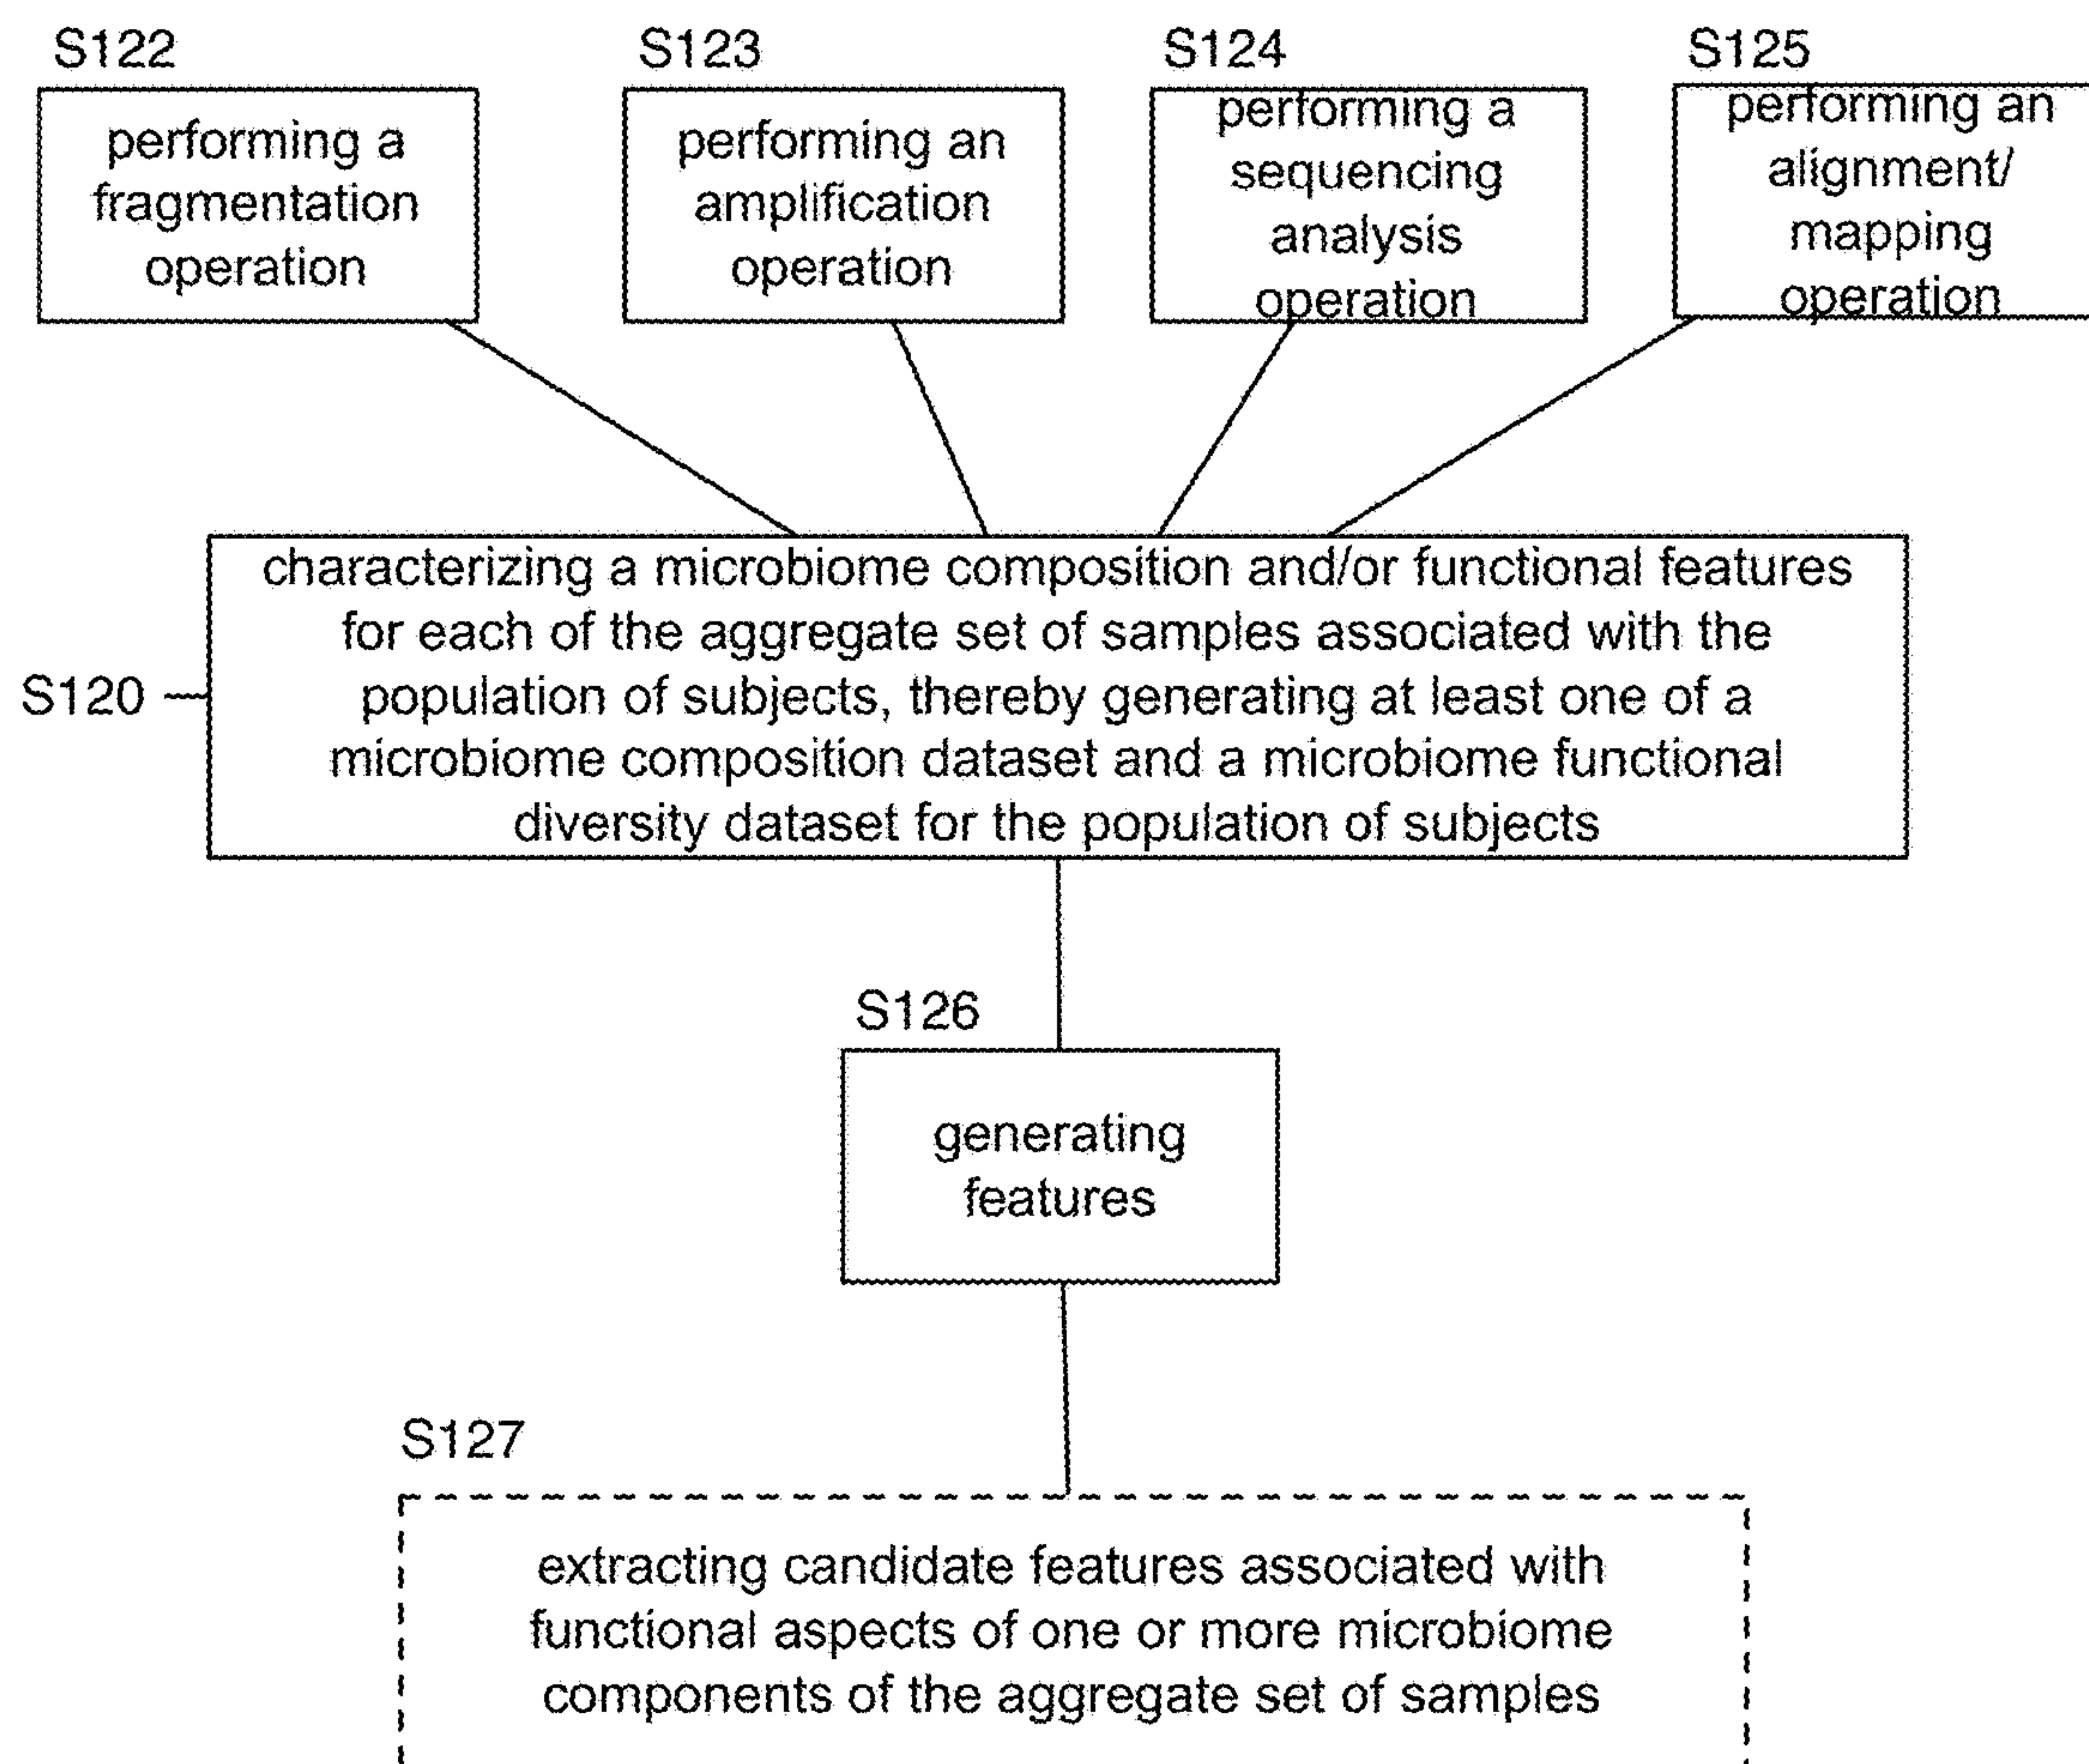 S122
performing a
fragmentation
operation
S123
performing an
amplification
operation
S124
performing a
sequencing
analysis
operation
S125
performing an
alignment/
mapping
operation
S120
characterizing a microbiome composition and/or functional features
for each of the aggregate set of samples associated with the
population of subjects, thereby generating at least one of a
microbiome composition dataset and a microbiome functional
diversity dataset for the population of subjects
S126
generating
features
S127
extracting candidate features associated with
functional aspects of one or more microbiome
components of the aggregate set of samples